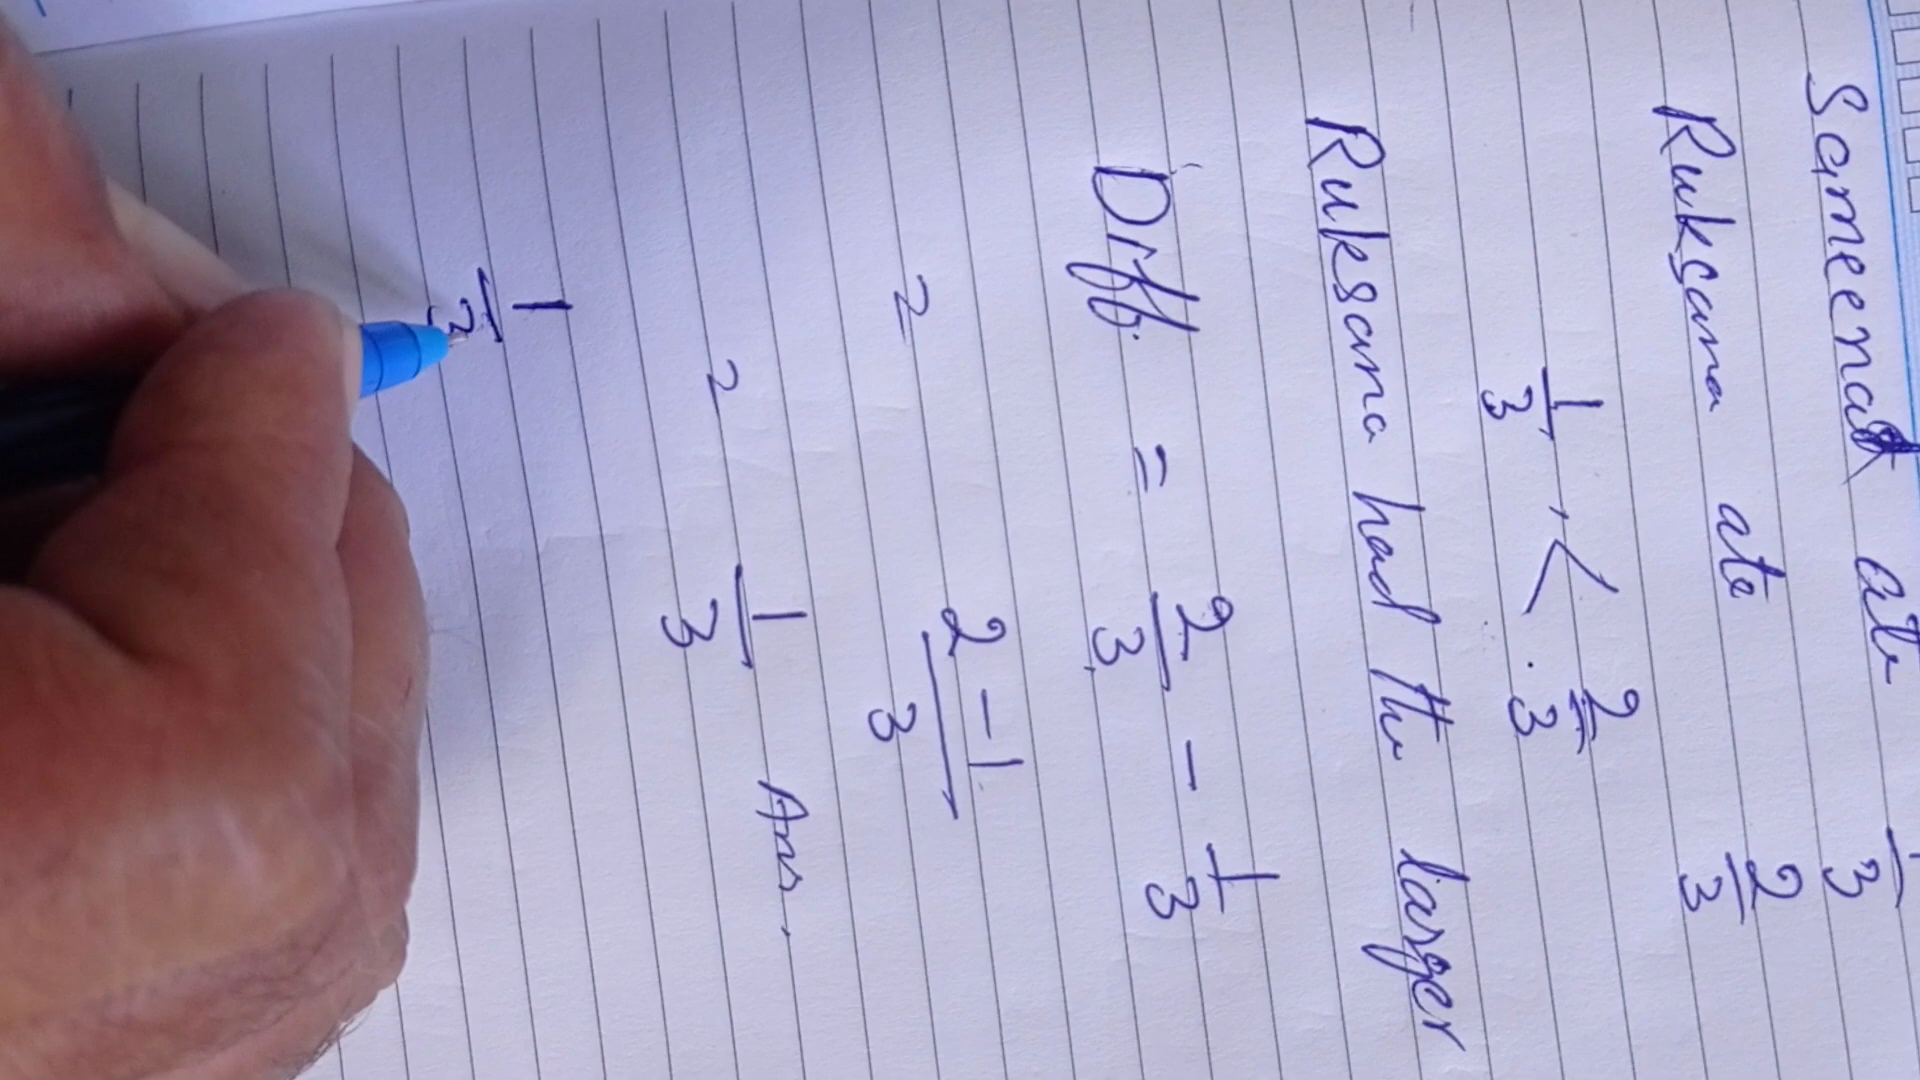 Sameena ate 1/3
Ruksana ate 2/3
1/3 < 2/3
Ruksana had the larger
Diff. = 2/3 - 1/3
= 2-1/3
= 1/3 Ans.
1/3